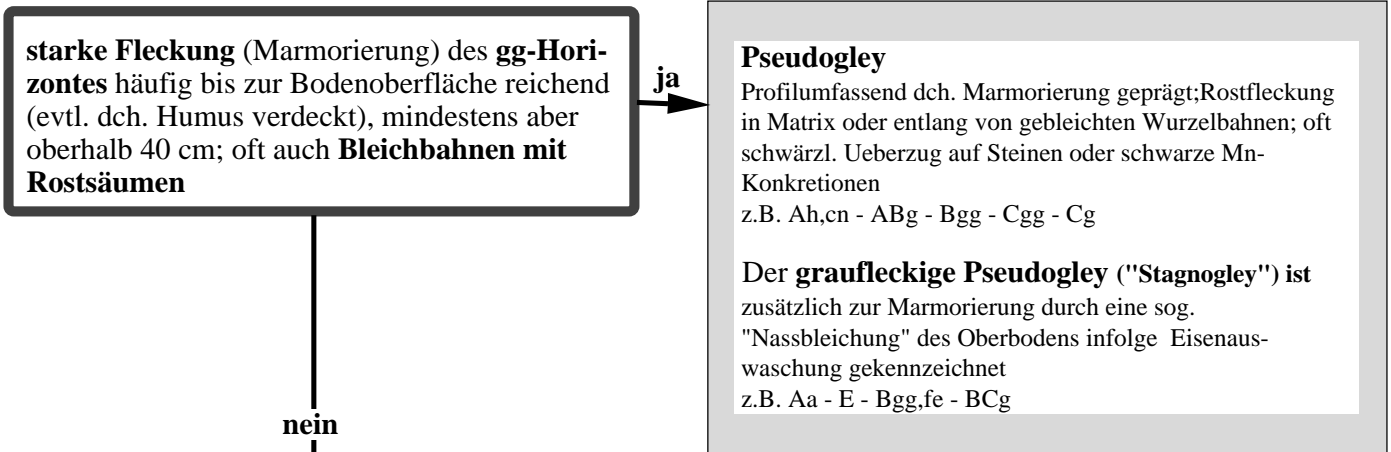 starke Fleckung (Marmorierung) des gg-Hori-
zontes häufig bis zur Bodenoberfläche reichend
(evtl. dch. Humus verdeckt), mindestens aber
oberhalb 40 cm; oft auch Bleichbahnen mit
Rostsäumen
ja
Pseudogley
Profilumfassend dch. Marmorierung geprägt;Rostfleckung
in Matrix oder entlang von gebleichten Wurzelbahnen; oft
schwärzl. Ueberzug auf Steinen oder schwarze Mn-
Konkretionen
z.B. Ah,cn - ABg - Bgg - Cgg - Cg
Der graufleckige Pseudogley ("Stagnogley") ist
zusätzlich zur Marmorierung durch eine sog.
"Nassbleichung" des Oberbodens infolge  Eisenaus-
waschung gekennzeichnet
z.B. Aa - E - Bgg,fe - BCg
nein